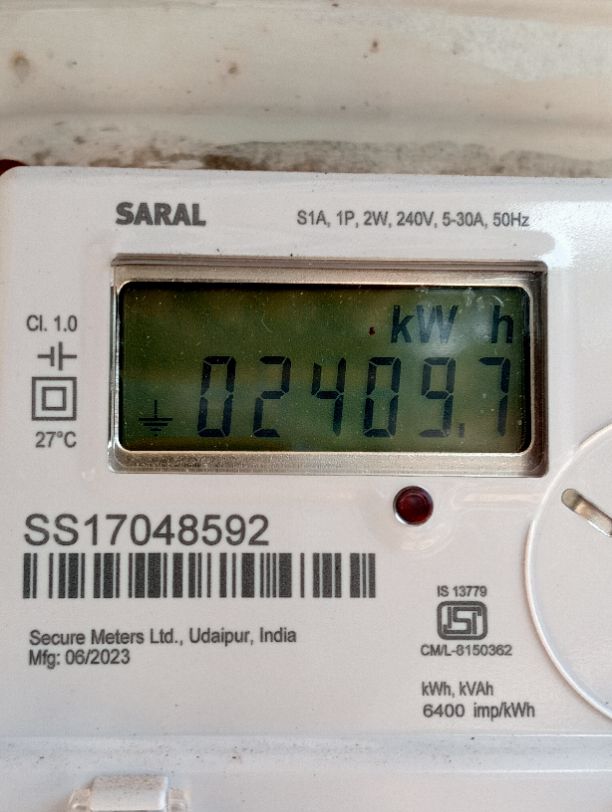 SARAL
S1A, 1P, 2W, 240V, 5-30A, 50Hz
Cl. 1.0
kW h
02409.7
27°C
SS17048592
Secure Meters Ltd., Udaipur, India
Mfg: 06/2023
IS 13779
ISI
CM/L-8150362
kWh, kVAh
6400 imp/kWh